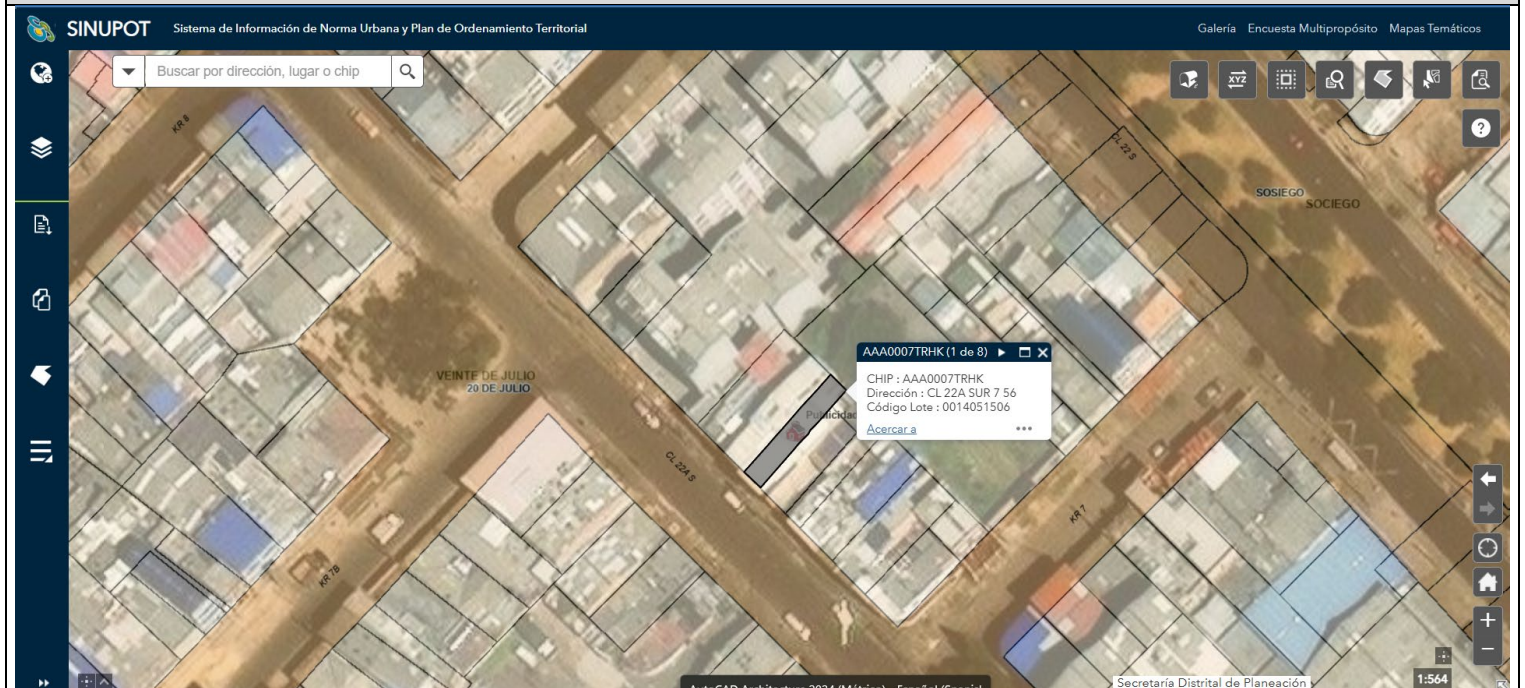 SINUPOT Sistema de Información de Norma Urbana y Plan de Ordenamiento Territorial
Galería Encuesta Multipropósito Mapas Temáticos
Buscar por dirección, lugar o chip
XYZ
?
KR 8
CL 22 S
SOSIEGO
SOCIEGO
VEINTE DE JULIO
20 DE JULIO
AAA0007TRHK (1 de 8)
CHIP : AAA0007TRHK
Dirección : CL 22A SUR 7 56
Código Lote : 0014051506
Acercar a
Publicidad
CL 22A S
KR 7
KR 7B
Secretaría Distrital de Planeación
1:564